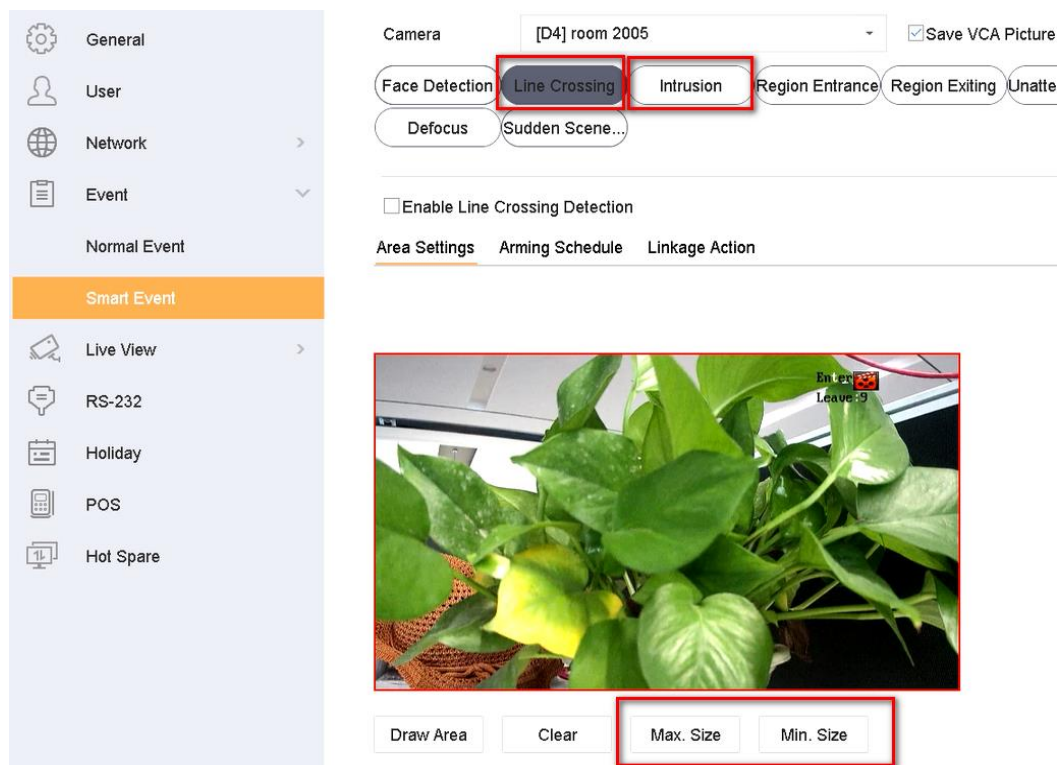 General
User
Network
Event
Normal Event
Smart Event
Live View
RS-232
Holiday
POS
Hot Spare
Camera [D4] room 2005 Save VCA Picture
Face Detection Line Crossing Intrusion Region Entrance Region Exiting Unatte
Defocus Sudden Scene...
Enable Line Crossing Detection
Area Settings Arming Schedule Linkage Action
Enter
Leave:9
Draw Area Clear Max. Size Min. Size